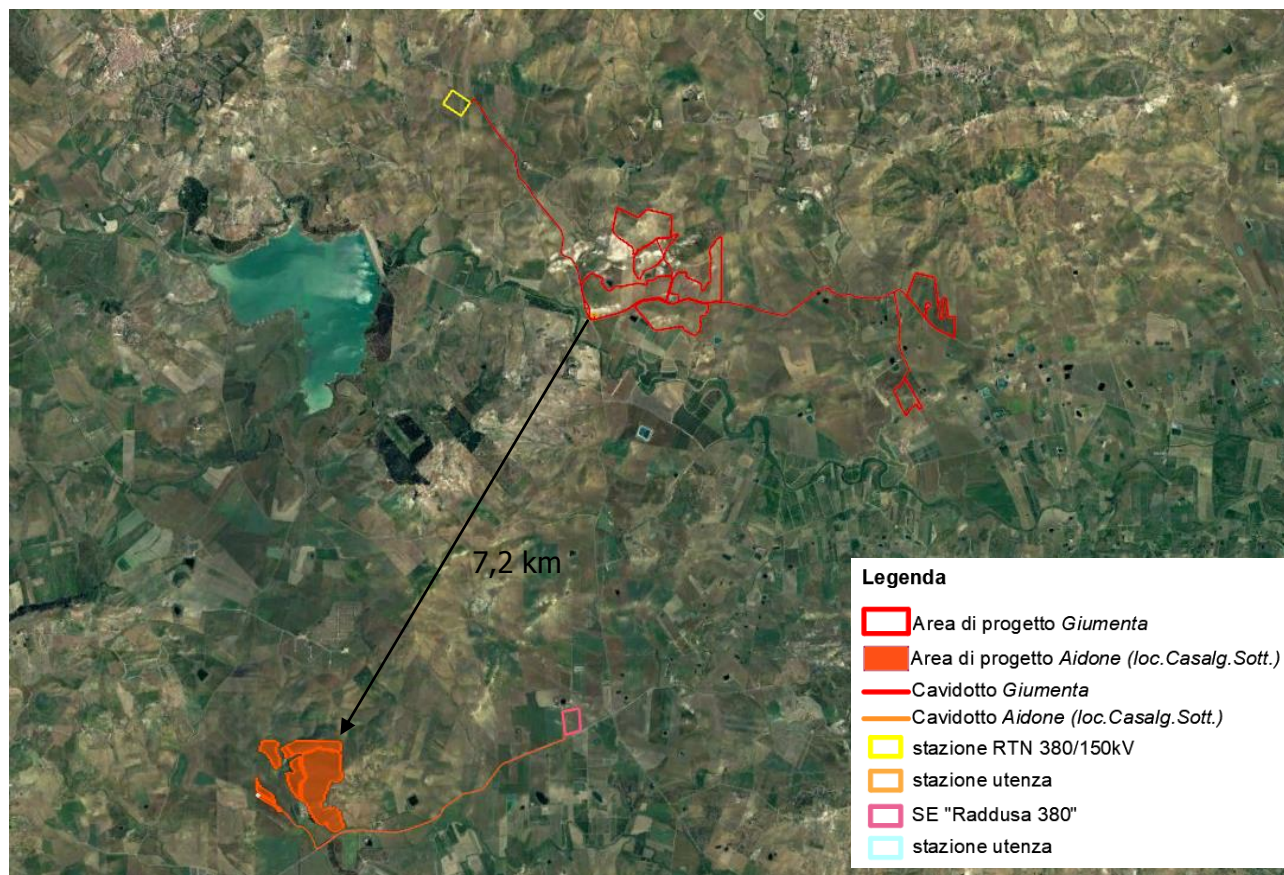 7,2 km
Legenda
Area di progetto Giumenta
Area di progetto Aidone (loc.Casalg.Sott.)
Cavidotto Giumenta
Cavidotto Aidone (loc.Casalg.Sott.)
stazione RTN 380/150kV
stazione utenza
SE "Raddusa 380"
stazione utenza